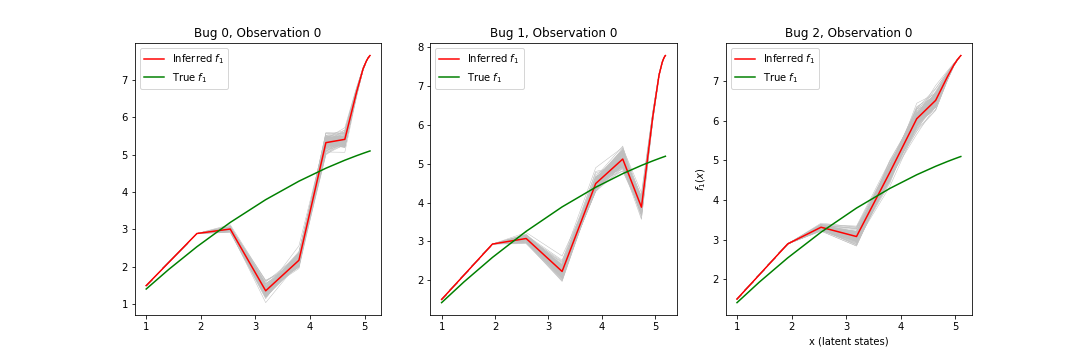 Bug 0, Observation 0
Inferred f₁
True f₁
7
6
5
4
3
2
1
1 2 3 4 5
Bug 1, Observation 0
Inferred f₁
True f₁
8
7
6
5
4
3
2
1 2 3 4 5
Bug 2, Observation 0
Inferred f₁
True f₁
f₁(x)
7
6
5
4
3
2
1 2 3 4 5
x (latent states)